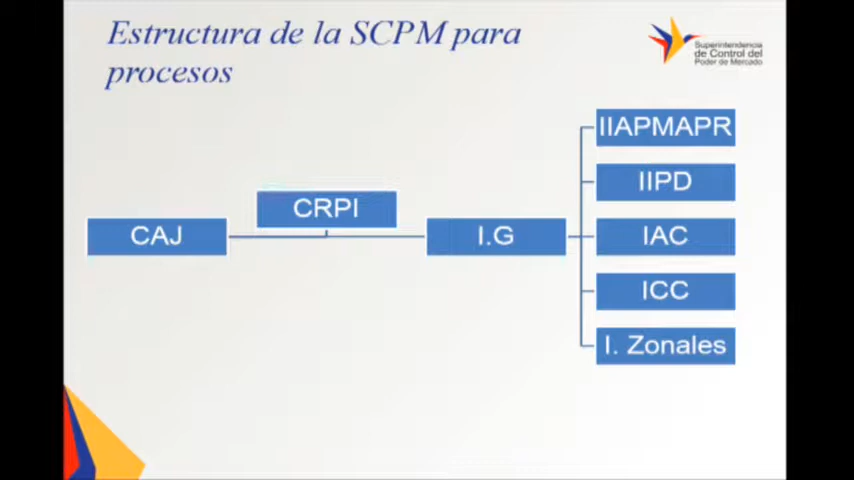 Estructura de la SCPM para
procesos
Superintendencia
de Control del
Poder de Mercado
IIAPMAPR
IIPD
CRPI
CAJ
I.G
IAC
ICC
I. Zonales